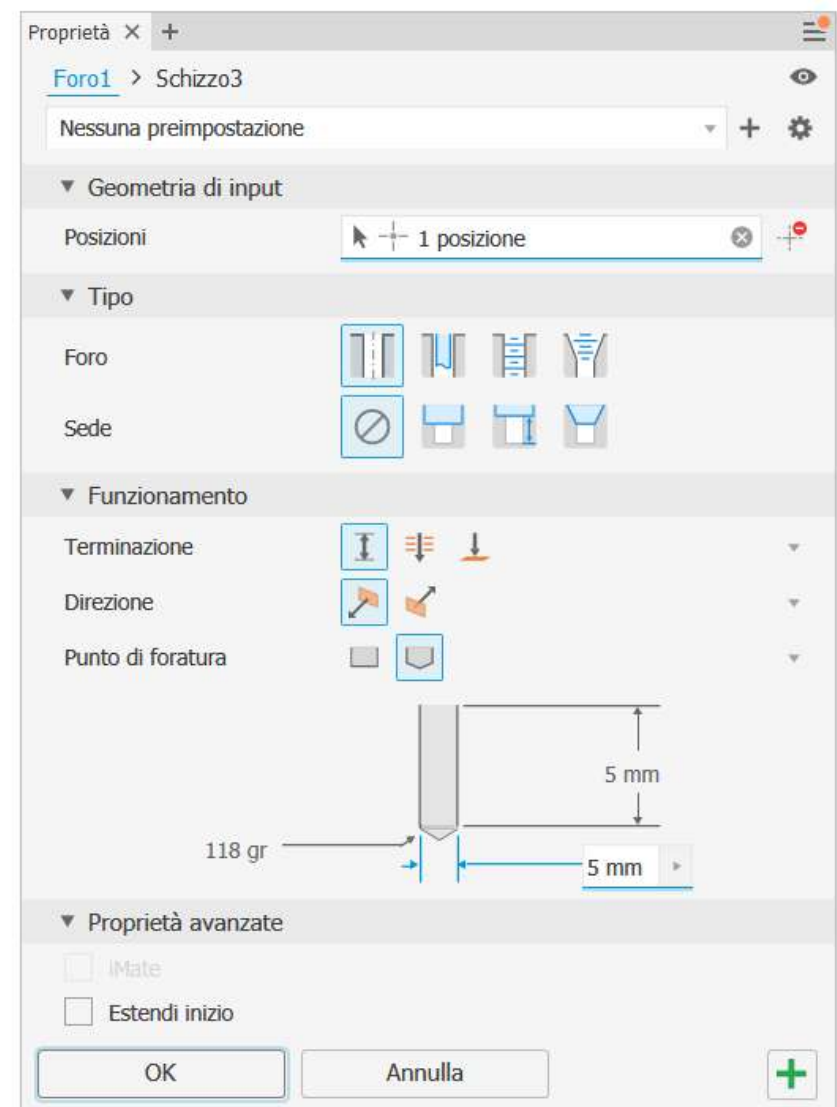 Proprietà
Foro1 > Schizzo3
Nessuna preimpostazione
Geometria di input
Posizioni 1 posizione
Tipo
Foro
Sede
Funzionamento
Terminazione
Direzione
Punto di foratura
5 mm
118 gr
5 mm
Proprietà avanzate
iMate
Estendi inizio
OK Annulla